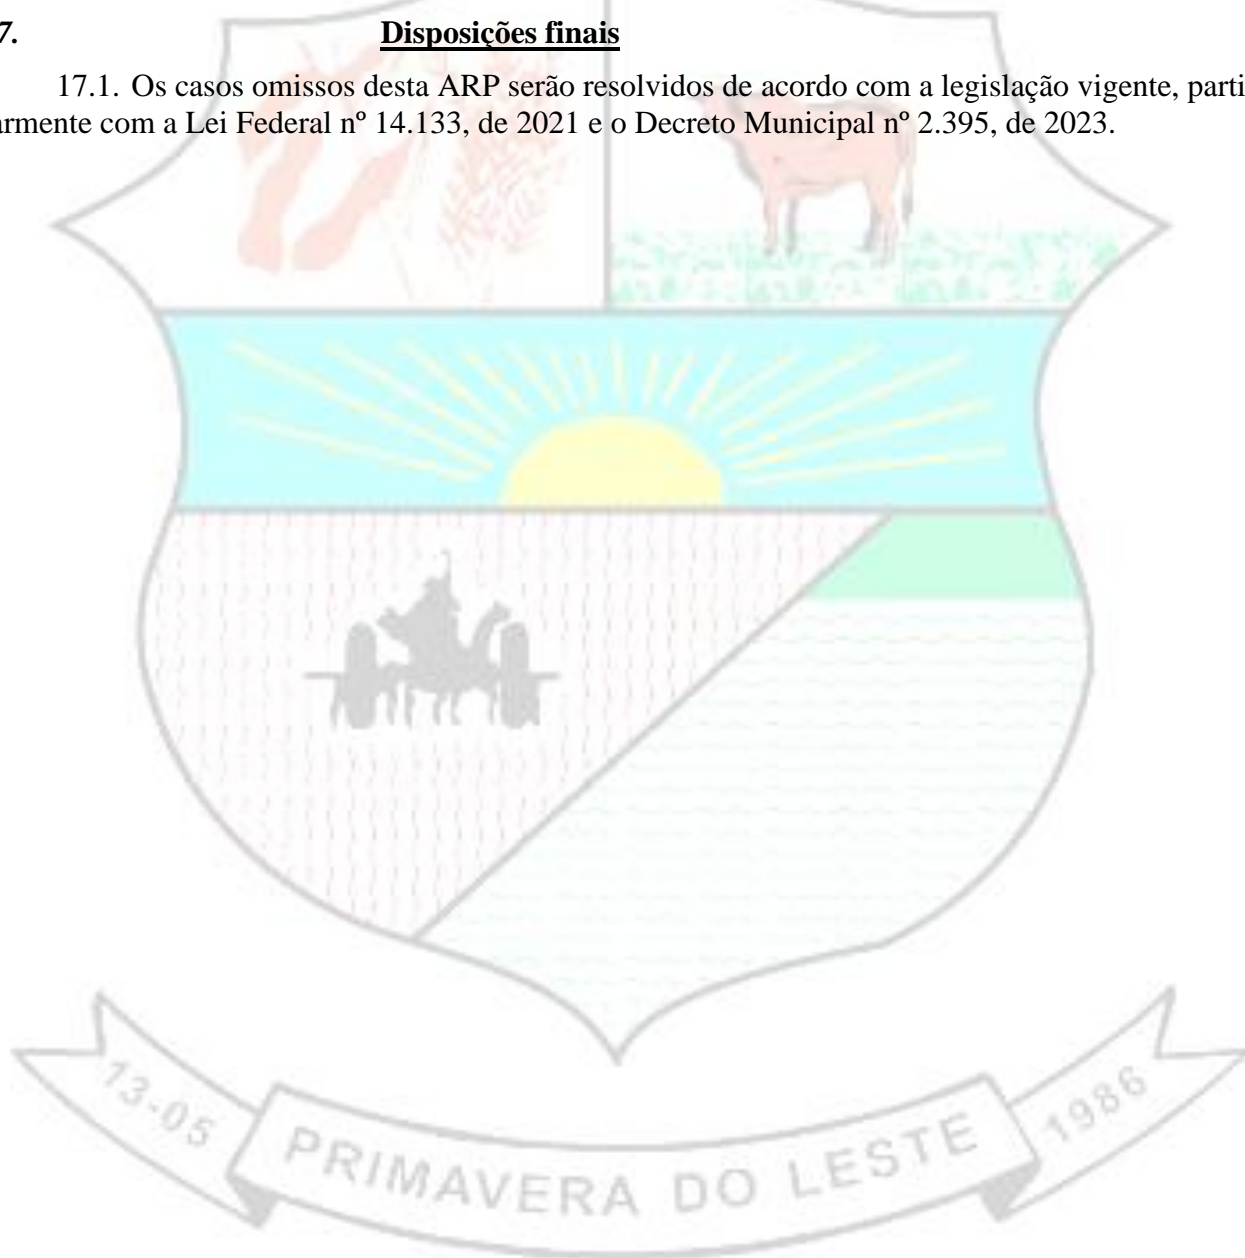 7. Disposições finais
17.1. Os casos omissos desta ARP serão resolvidos de acordo com a legislação vigente, parti
armente com a Lei Federal nº 14.133, de 2021 e o Decreto Municipal nº 2.395, de 2023.
13-05 PRIMAVERA DO LESTE 1986